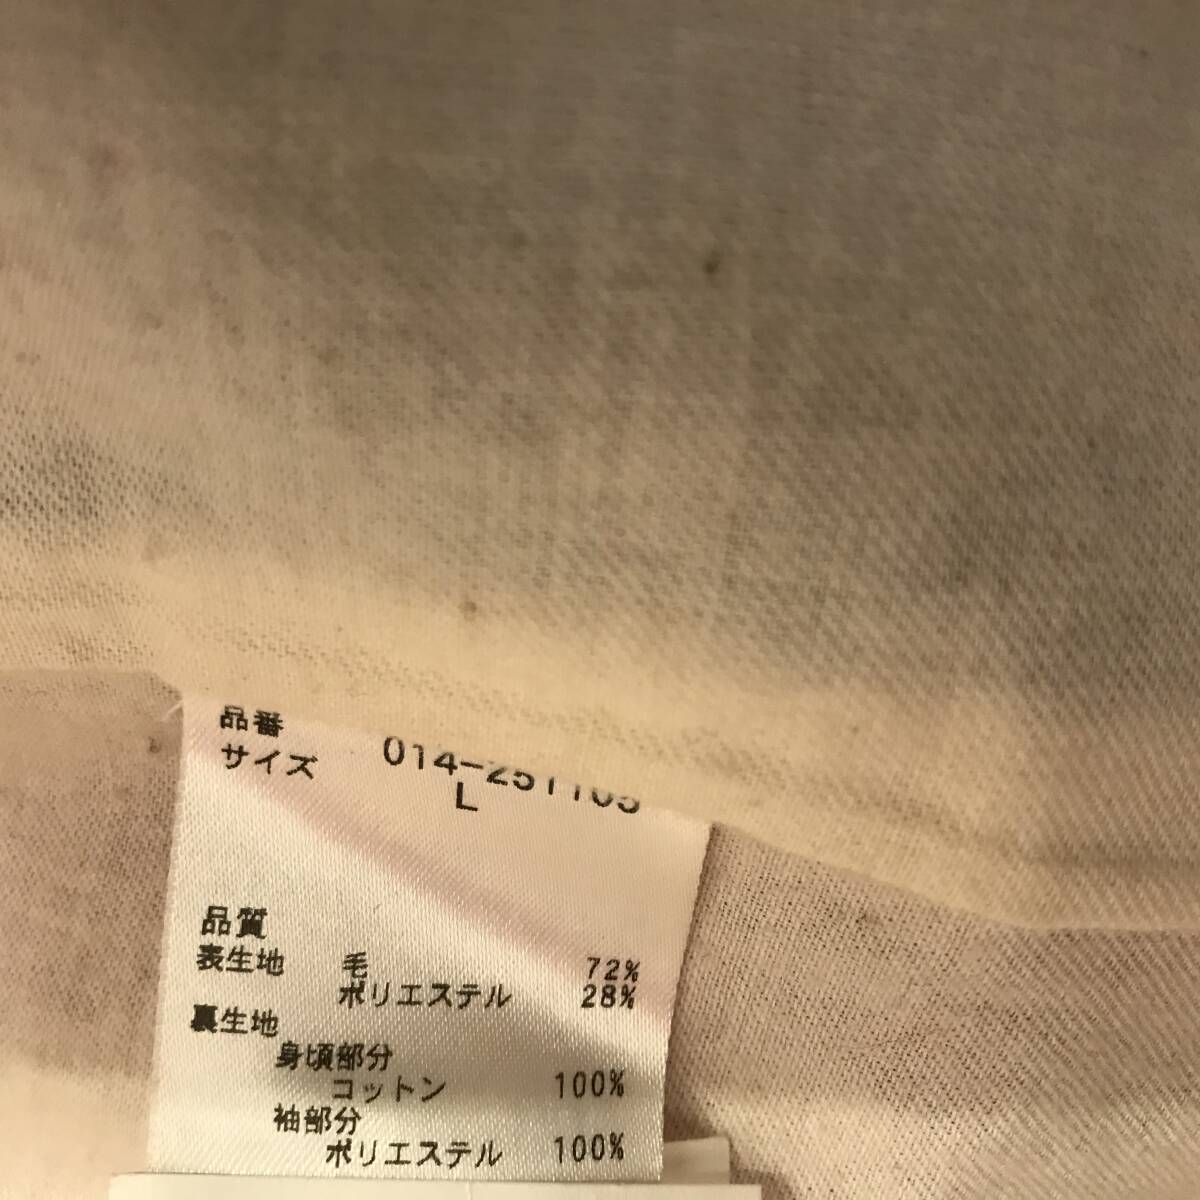 品番 014-251105
サイズ L
品質
表生地 毛 72%
ポリエステル 28%
裏生地
身頃部分
コットン 100%
袖部分
ポリエステル 100%